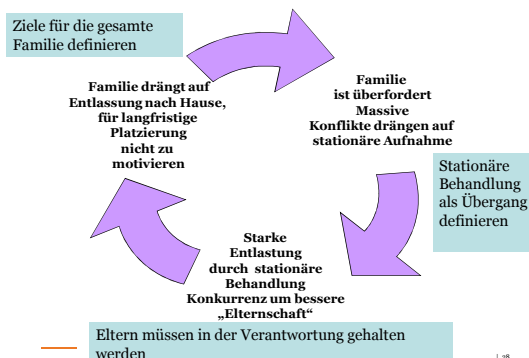 Ziele für die gesamte
Familie definieren
Familie drängt auf
Entlassung nach Hause,
für langfristige
Platzierung
nicht zu
motivieren
Familie
ist überfordert
Massive
Konflikte drängen auf
stationäre Aufnahme
Stationäre
Behandlung
als Übergang
definieren
Starke
Entlastung
durch stationäre
Behandlung
Konkurrenz um bessere
„Elternschaft“
Eltern müssen in der Verantwortung gehalten
werden
| 28